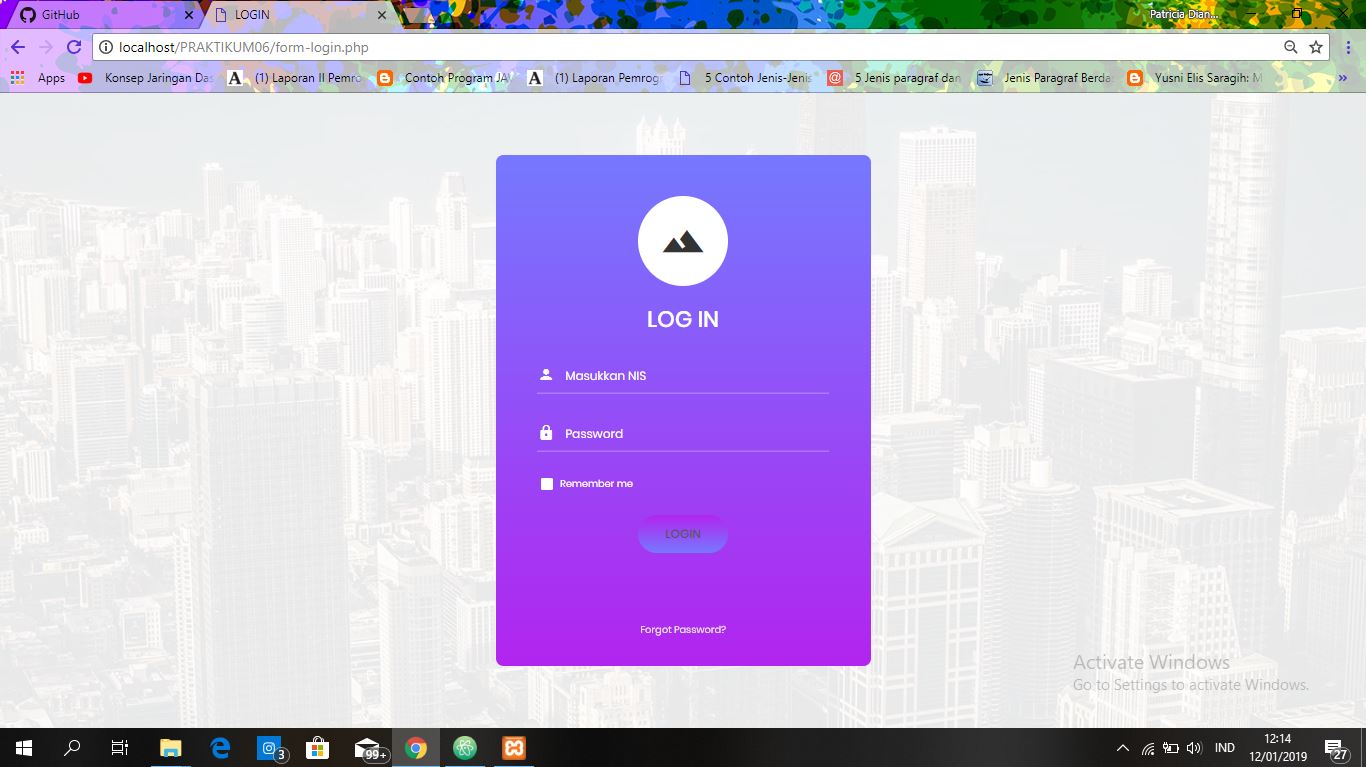 GitHub
LOGIN
Patricia Dian...
localhost/PRAKTIKUM06/form-login.php
Apps
Konsep Jaringan Das
(1) Laporan II Pemro
Contoh Program JAV
(1) Laporan Pemrog
5 Contoh Jenis-Jenis
5 Jenis paragraf dan
Jenis Paragraf Berdas
Yusni Elis Saragih: M
LOG IN
Masukkan NIS
Password
Remember me
LOGIN
Forgot Password?
Activate Windows
Go to Settings to activate Windows.
3
99+
IND
12:14
12/01/2019
27